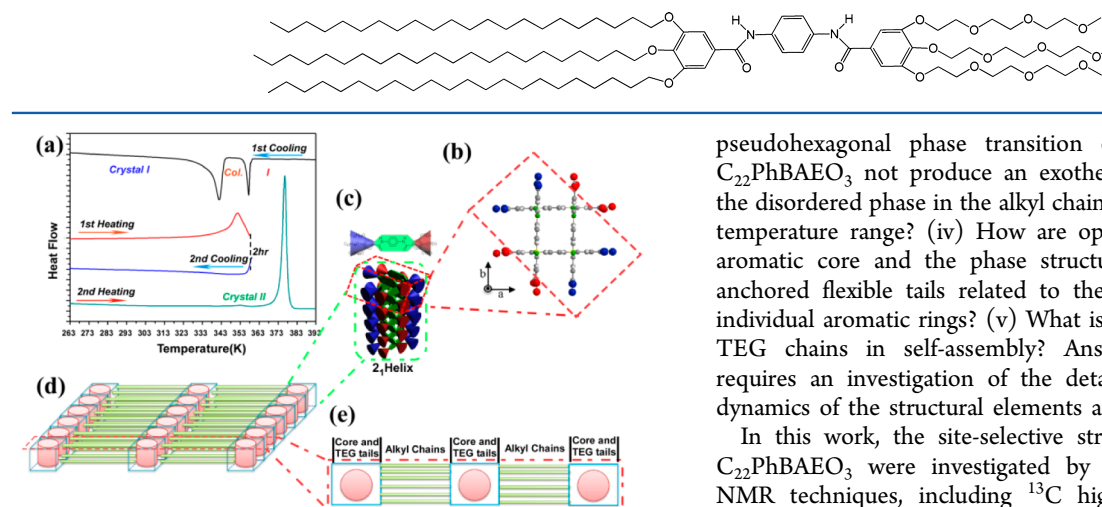 O
O
O
H
N
O
H
N
O
O
O
O
O
O
O
O
O
O
O
O
(a)
1st Cooling
Crystal I
Col.
I
1st Heating
2hr
2nd Cooling
2nd Heating
Crystal II
Heat Flow
263 273 283 293 303 313 323 333 343 353 363 373 383 393
Temperature(K)
(b)
b
a
(c)
2₁Helix
(d)
(e)
Core and TEG tails
Alkyl Chains
Core and TEG tails
Alkyl Chains
Core and TEG tails
pseudohexagonal phase transition
C₂₂PhBAEO₃ not produce an exothe
the disordered phase in the alkyl chain
temperature range? (iv) How are op
aromatic core and the phase structu
anchored flexible tails related to the
individual aromatic rings? (v) What is
TEG chains in self-assembly? Ans
requires an investigation of the deta
dynamics of the structural elements a
In this work, the site-selective str
C₂₂PhBAEO₃ were investigated by
NMR techniques, including ¹³C hig